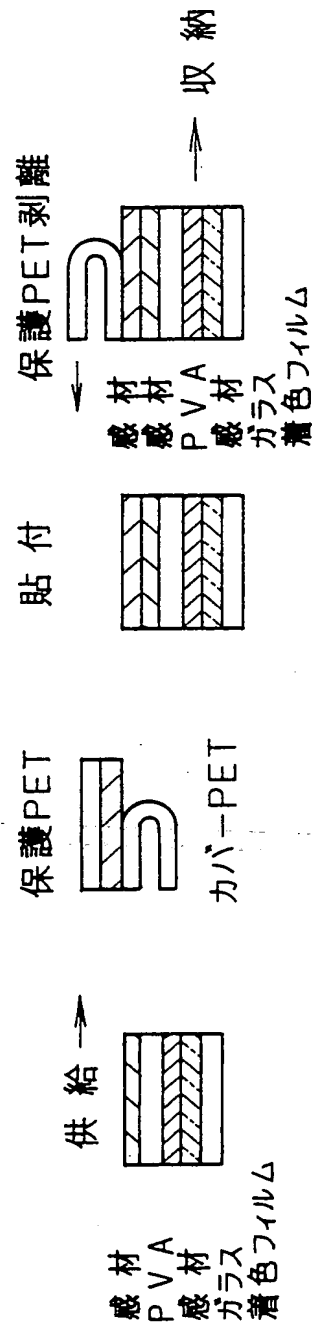 供給
感材
PVA
感材
ガラス
着色フィルム
保護PET
カバーPET
貼付
保護PET剥離
感材
感材
PVA
感材
ガラス
着色フィルム
収納